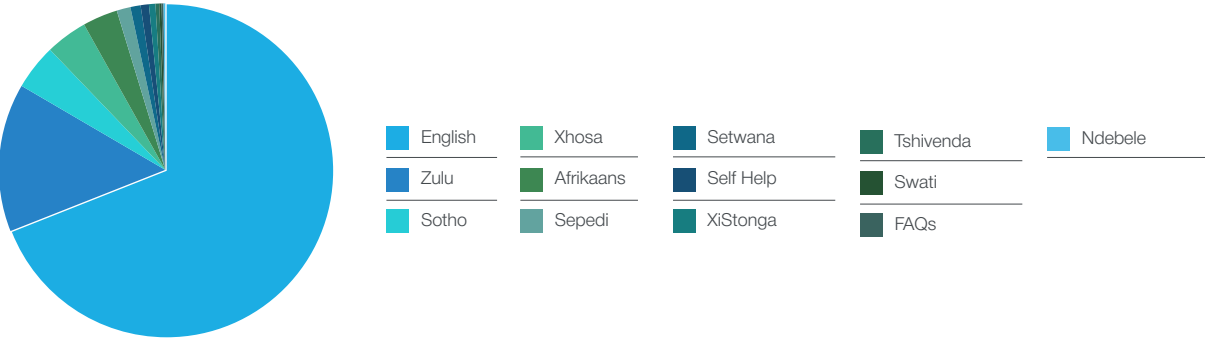 English
Zulu
Sotho
Xhosa
Afrikaans
Sepedi
Setwana
Self Help
XiStonga
Tshivenda
Swati
FAQs
Ndebele